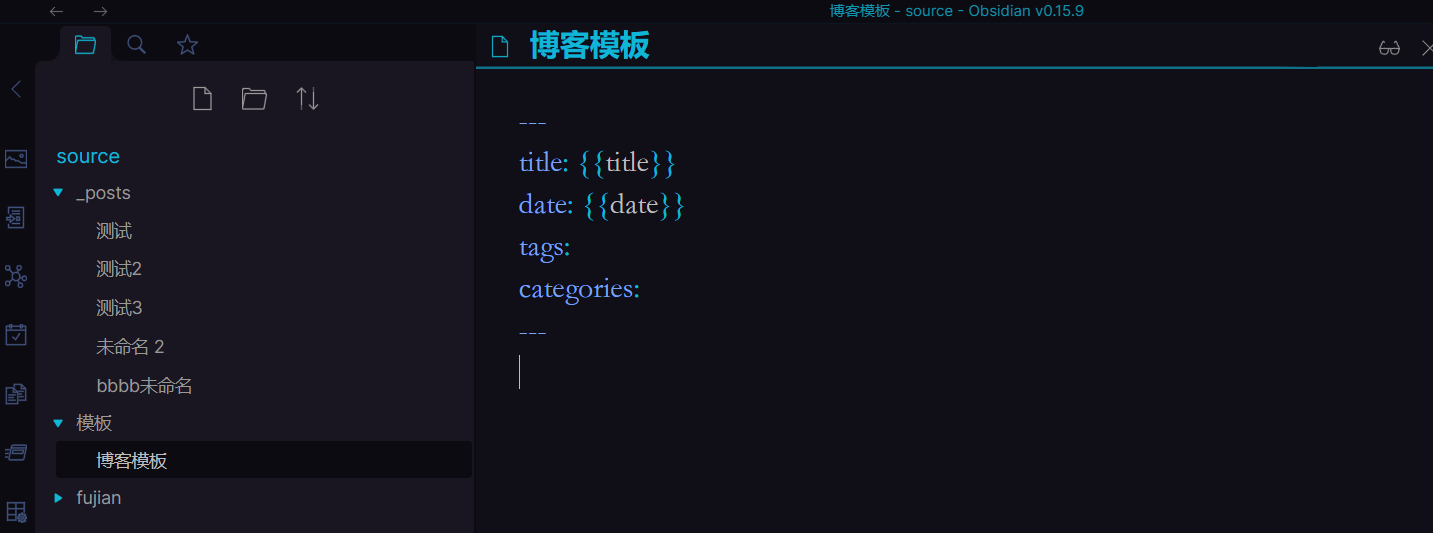 博客模板 - source - Obsidian v0.15.9
博客模板
source
_posts
测试
测试2
测试3
未命名 2
bbbb未命名
模板
博客模板
fujian
---
title: {{title}}
date: {{date}}
tags:
categories:
---